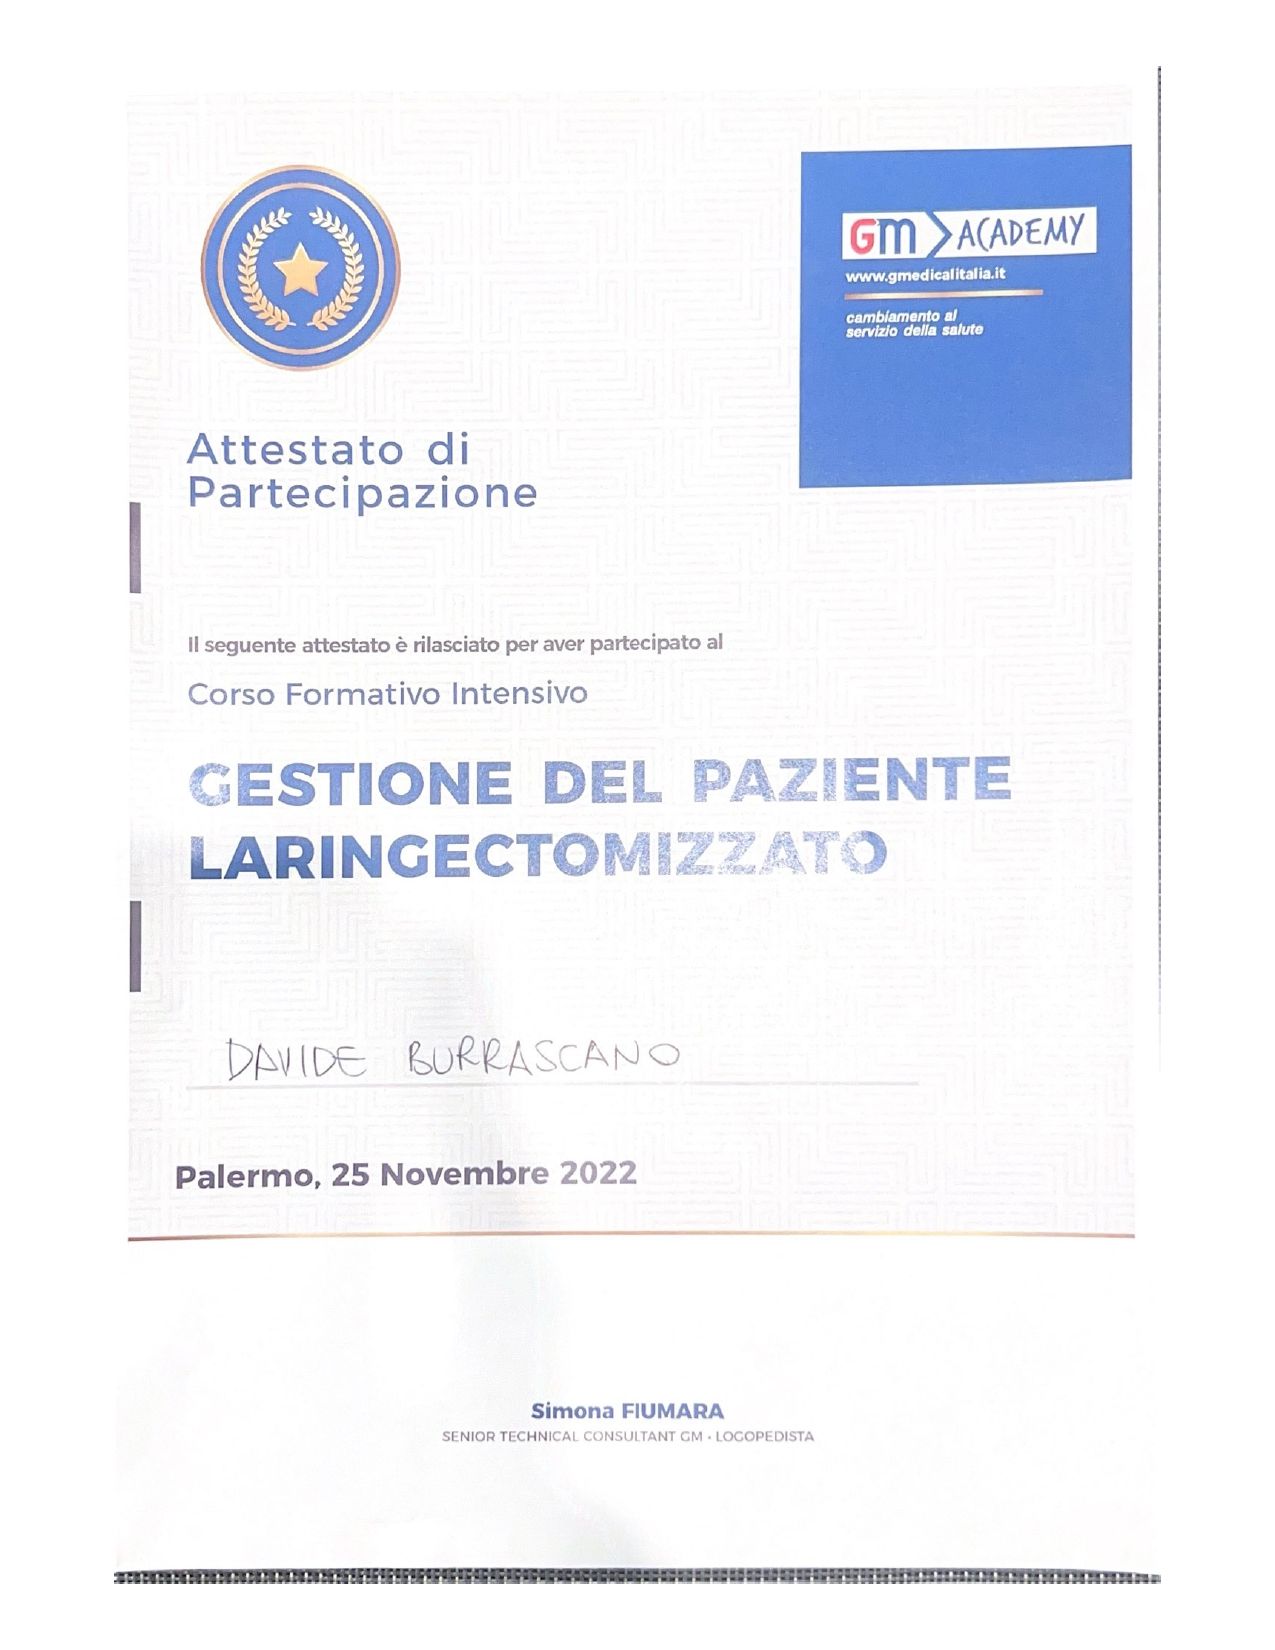 Gm ACADEMY
www.gmedicalitalia.it
cambiamento al
servizio della salute
Attestato di
Partecipazione
Il seguente attestato è rilasciato per aver partecipato al
Corso Formativo Intensivo
GESTIONE DEL PAZIENTE
LARINGECTOMIZZATO
DAVIDE BURRASCANO
Palermo, 25 Novembre 2022
Simona FIUMARA
SENIOR TECHNICAL CONSULTANT GM • LOGOPEDISTA